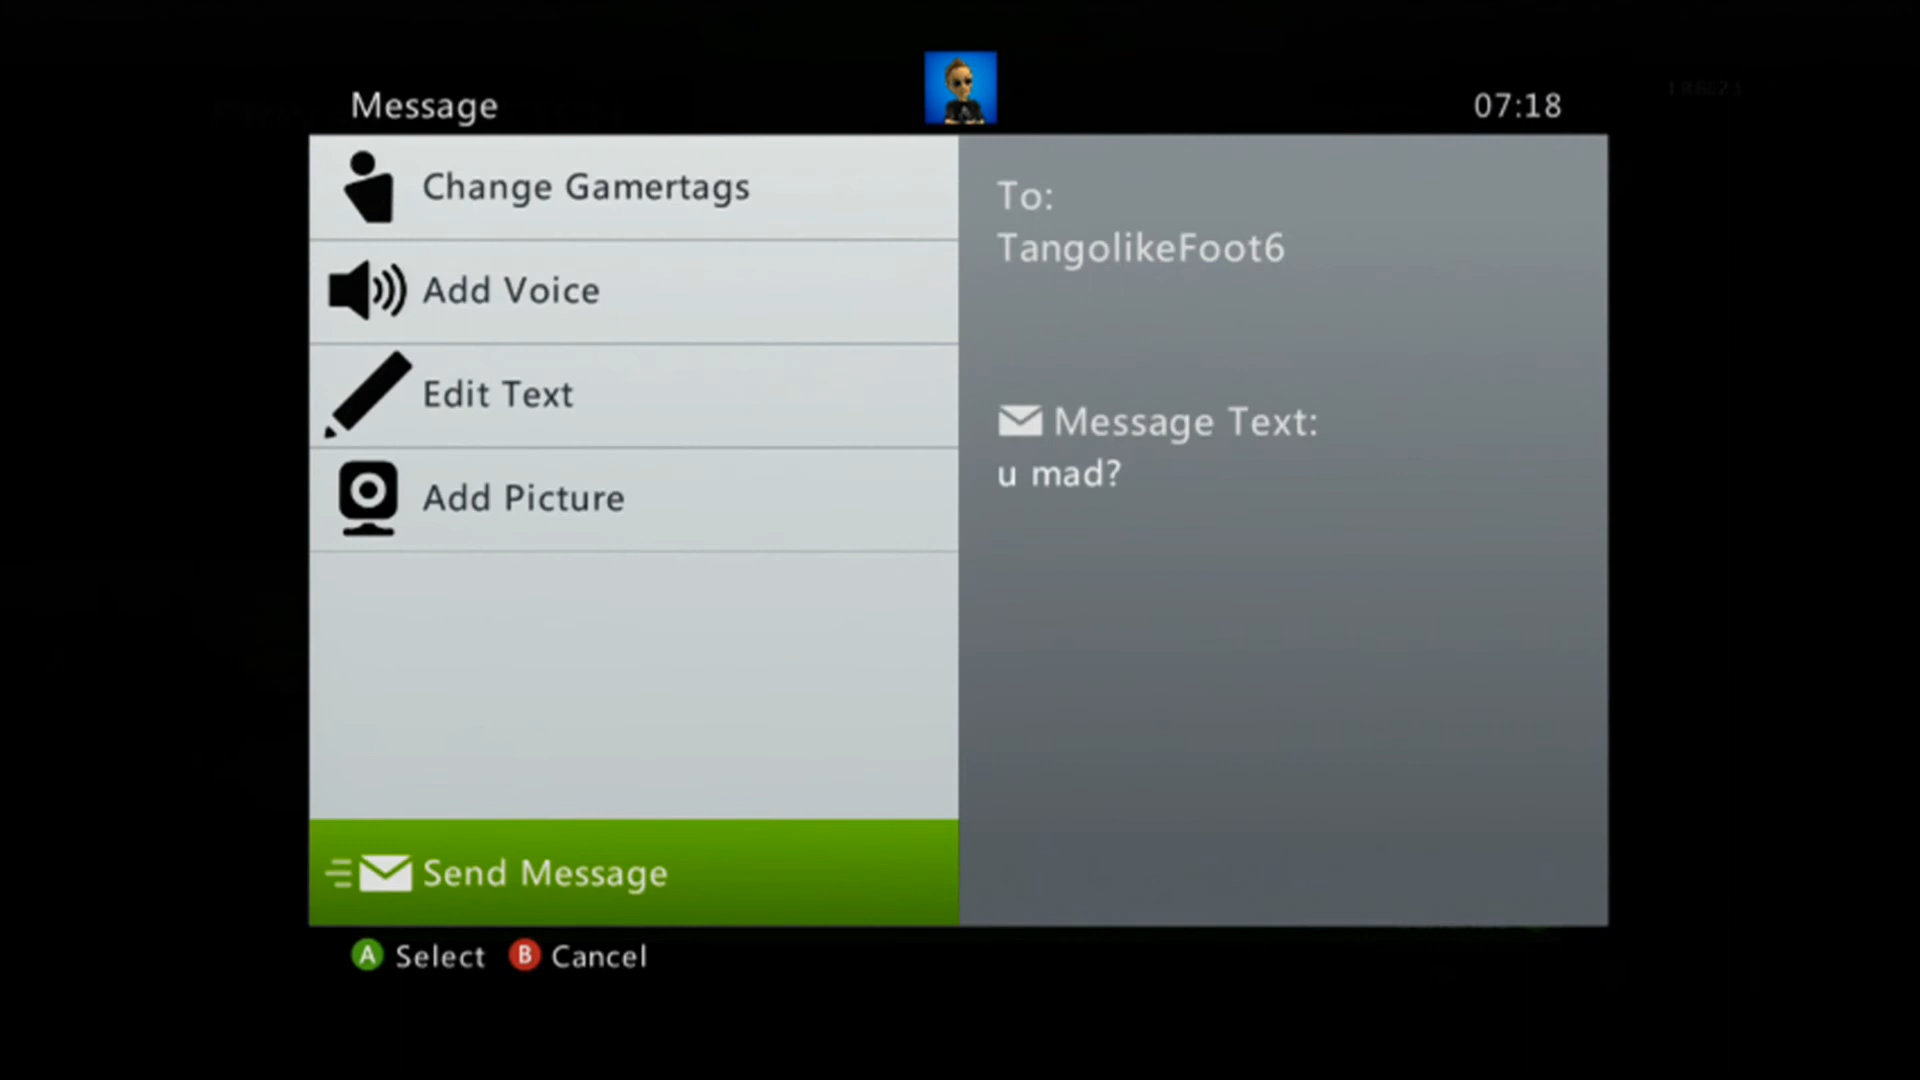 Message
07:18
Change Gamertags
Add Voice
Edit Text
Add Picture
Send Message
To:
TangolikeFoot6
Message Text:
u mad?
A Select B Cancel